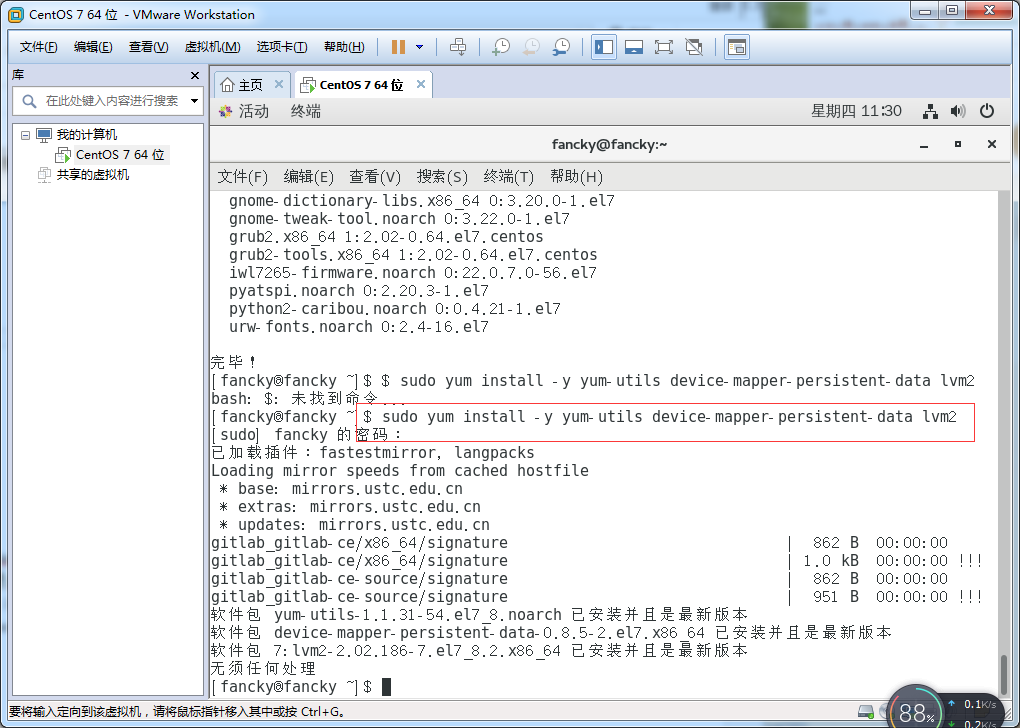 CentOS 7 64 位 - VMware Workstation
文件(F) 编辑(E) 查看(V) 虚拟机(M) 选项卡(T) 帮助(H)
库
在此处键入内容进行搜索
我的计算机
CentOS 7 64 位
共享的虚拟机
主页 CentOS 7 64 位
活动 终端 星期四 11:30
fancky@fancky:~
文件(F) 编辑(E) 查看(V) 搜索(S) 终端(T) 帮助(H)
gnome-dictionary-libs.x86_64 0:3.20.0-1.el7
gnome-tweak-tool.noarch 0:3.22.0-1.el7
grub2.x86_64 1:2.02-0.64.el7.centos
grub2-tools.x86_64 1:2.02-0.64.el7.centos
iwl7265-firmware.noarch 0:22.0.7.0-56.el7
pyatspi.noarch 0:2.20.3-1.el7
python2-caribou.noarch 0:0.4.21-1.el7
urw-fonts.noarch 0:2.4-16.el7
完毕！
[fancky@fancky ~]$ $ sudo yum install -y yum-utils device-mapper-persistent-data lvm2
bash: $: 未找到命令...
[fancky@fancky ~]$ sudo yum install -y yum-utils device-mapper-persistent-data lvm2
[sudo] fancky 的密码：
已加载插件：fastestmirror, langpacks
Loading mirror speeds from cached hostfile
* base: mirrors.ustc.edu.cn
* extras: mirrors.ustc.edu.cn
* updates: mirrors.ustc.edu.cn
gitlab_gitlab-ce/x86_64/signature | 862 B 00:00:00
gitlab_gitlab-ce/x86_64/signature | 1.0 kB 00:00:00 !!!
gitlab_gitlab-ce-source/signature | 862 B 00:00:00
gitlab_gitlab-ce-source/signature | 951 B 00:00:00 !!!
软件包 yum-utils-1.1.31-54.el7_8.noarch 已安装并且是最新版本
软件包 device-mapper-persistent-data-0.8.5-2.el7.x86_64 已安装并且是最新版本
软件包 7:lvm2-2.02.186-7.el7_8.2.x86_64 已安装并且是最新版本
无须任何处理
[fancky@fancky ~]$
要将输入定向到该虚拟机，请将鼠标指针移入其中或按 Ctrl+G。
88%
0.1K/s
0.2K/s